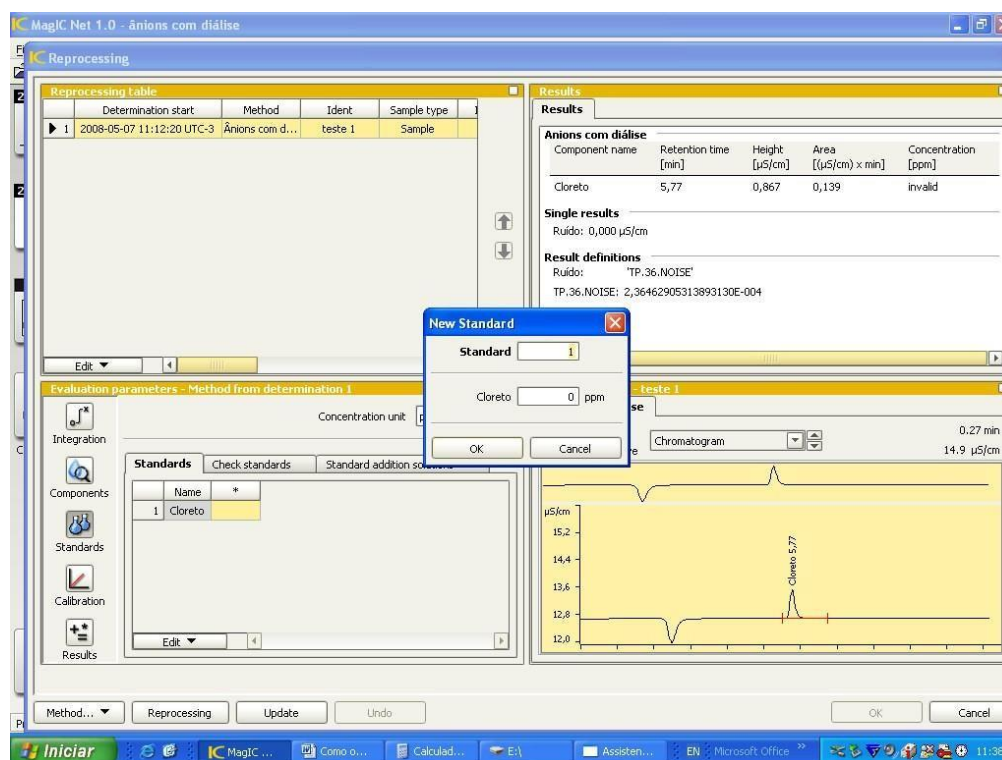 MagIC Net 1.0 - ânions com diálise
Reprocessing
Reprocessing table
Determination start Method Ident Sample type
1 2008-05-07 11:12:20 UTC-3 Ânions com d... teste 1 Sample
Edit
Results
Results
Anions com diálise
Component name Retention time Height Area Concentration
[min] [µS/cm] [(µS/cm) x min] [ppm]
Cloreto 5,77 0,867 0,139 invalid
Single results
Ruído: 0,000 µS/cm
Result definitions
Ruído: 'TP.36.NOISE'
TP.36.NOISE: 2,36462905313893130E-004
New Standard
Standard 1
Cloreto 0 ppm
OK Cancel
Evaluation parameters - Method from determination 1
Integration
Components
Standards
Calibration
Results
Concentration unit
Standards Check standards Standard addition
Name *
1 Cloreto
Edit
- teste 1
se
Chromatogram
0.27 min
14.9 µS/cm
µS/cm
15,2
14,4
13,6
12,8
12,0
Cloreto 5,77
Method... Reprocessing Update Undo OK Cancel
Iniciar MagIC ... Como o... Calculad... E:\ Assisten... EN Microsoft Office » 11:38